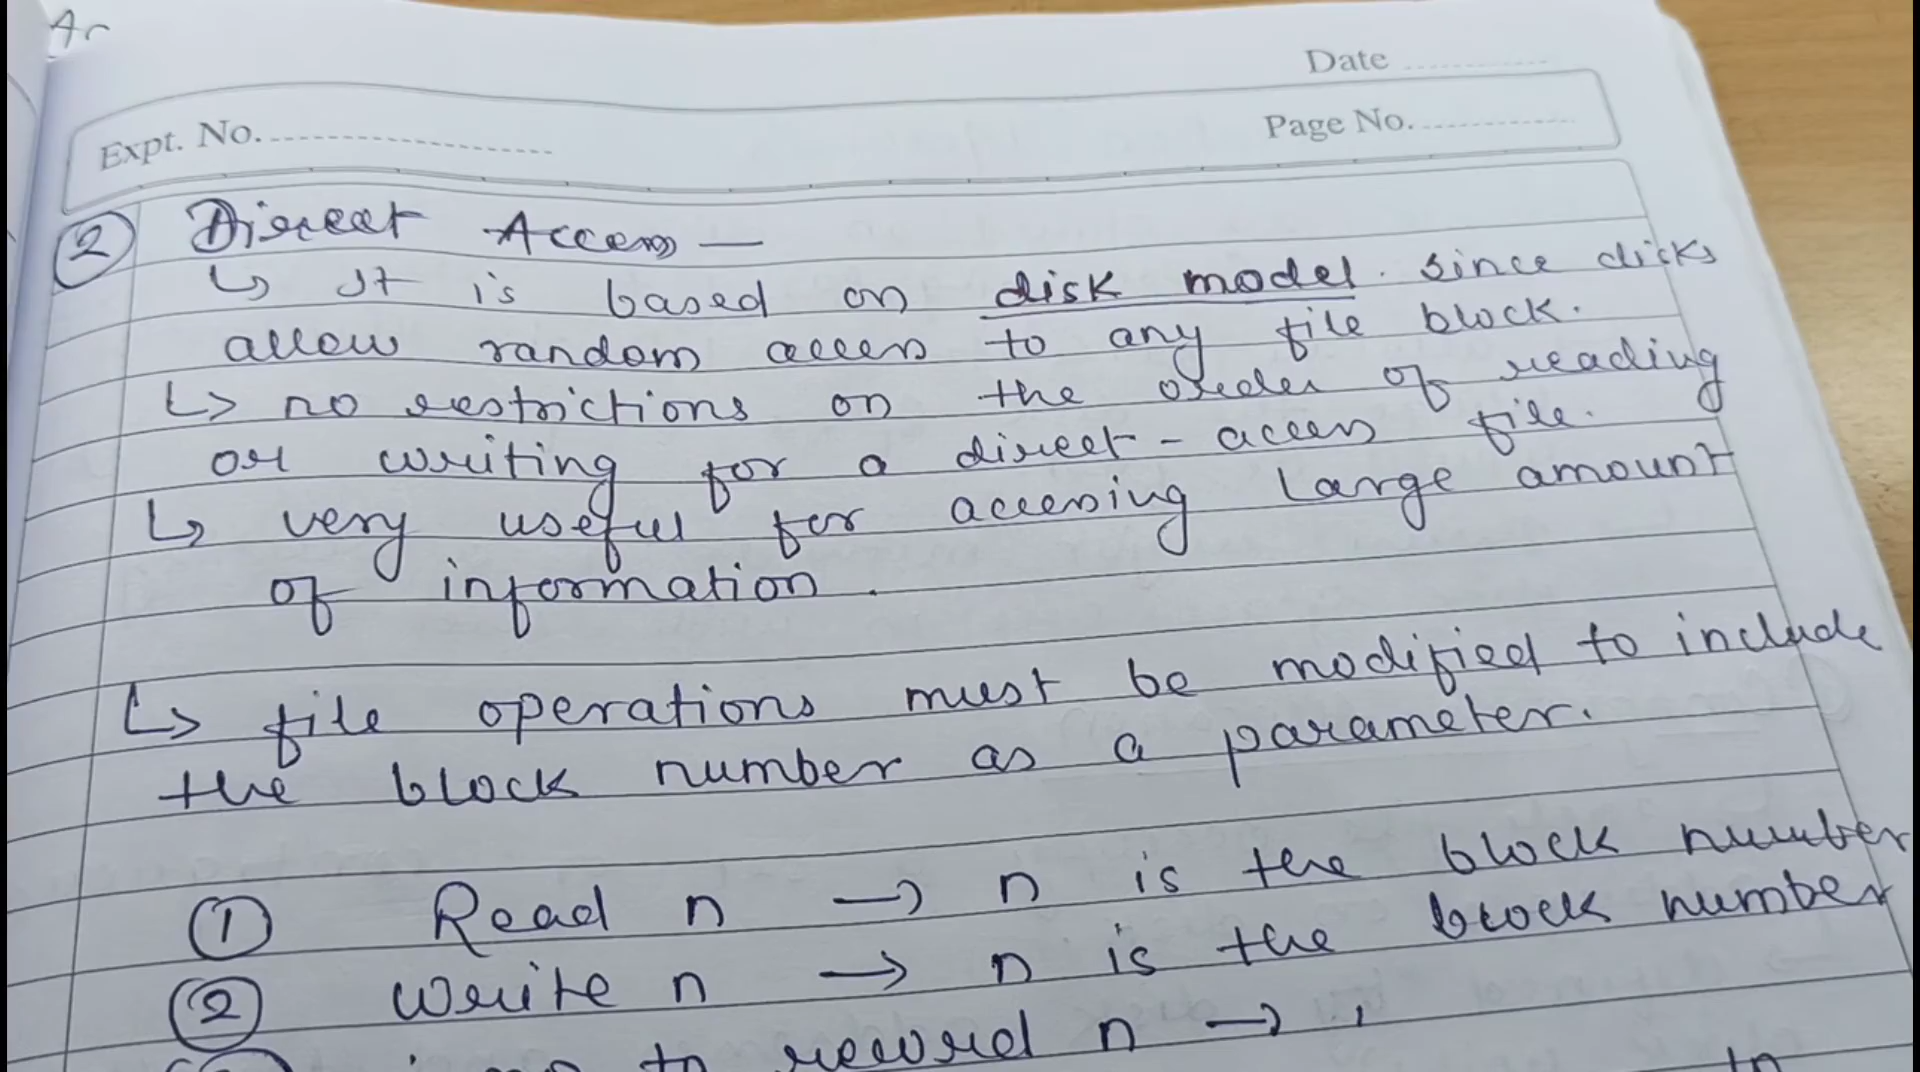 Ar
Date
Expt. No.
Page No.
2 Direct Access —
↳ It is based on disk model. since dicks
allow random access to any file block.
↳ no restrictions on the order of reading
or writing for a direct - access file.
↳ very useful for accessing large amount
of information.
↳ file operations must be modified to include
the block number as a parameter.
1 Read n → n is the block number
2 Write n → n is the block number
to record n →